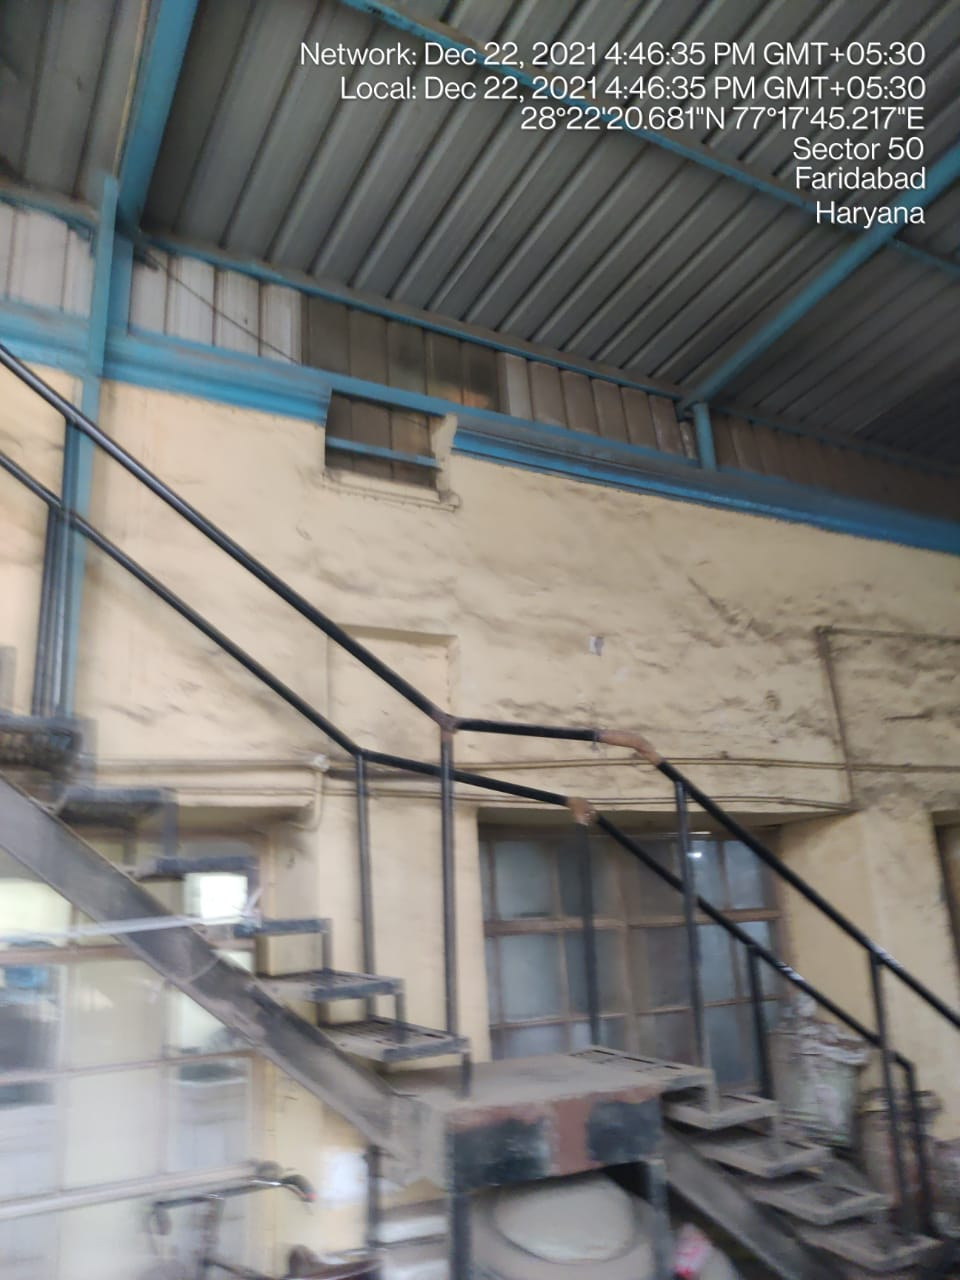 Network: Dec 22, 2021 4:46:35 PM GMT+05:30
Local: Dec 22, 2021 4:46:35 PM GMT+05:30
28°22'20.681"N 77°17'45.217"E
Sector 50
Faridabad
Haryana